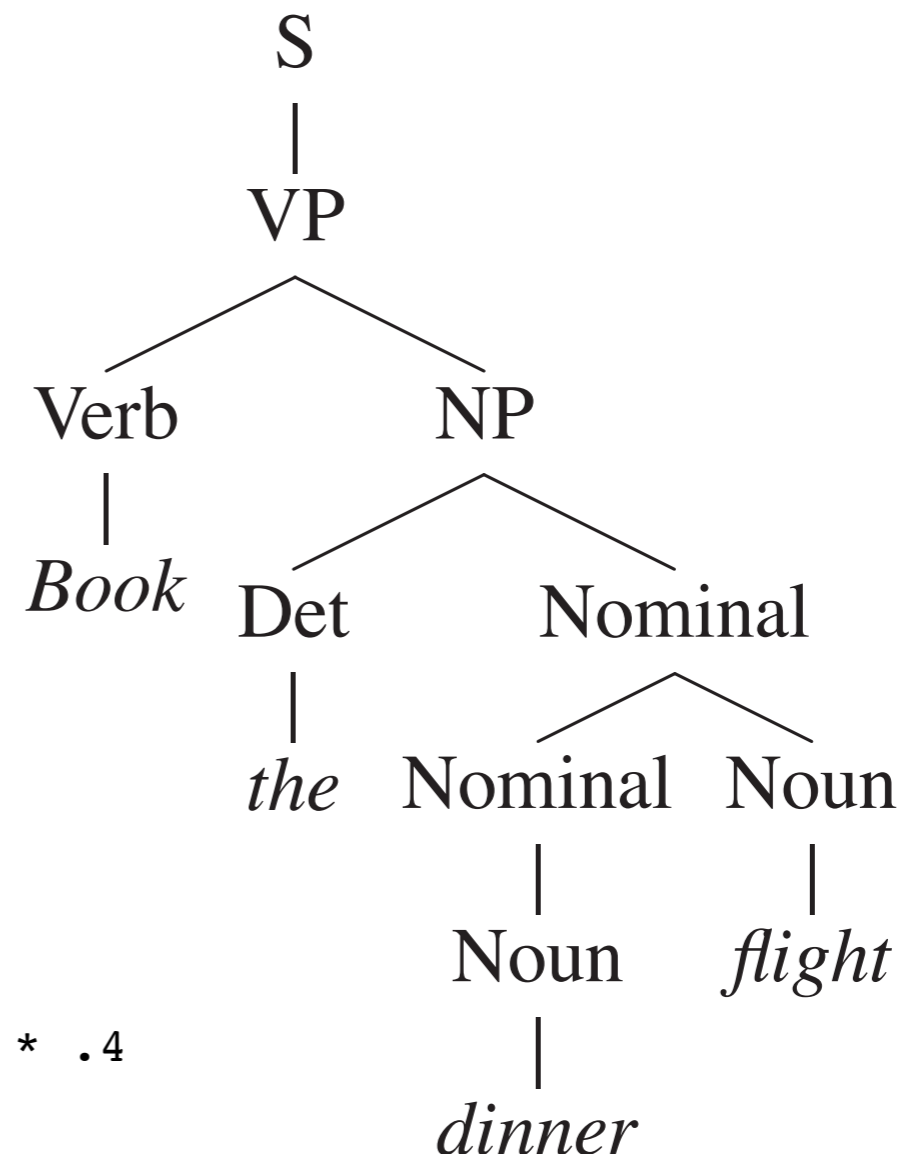 S
VP
Verb NP
Book Det Nominal
the Nominal Noun
Noun flight
* .4
dinner